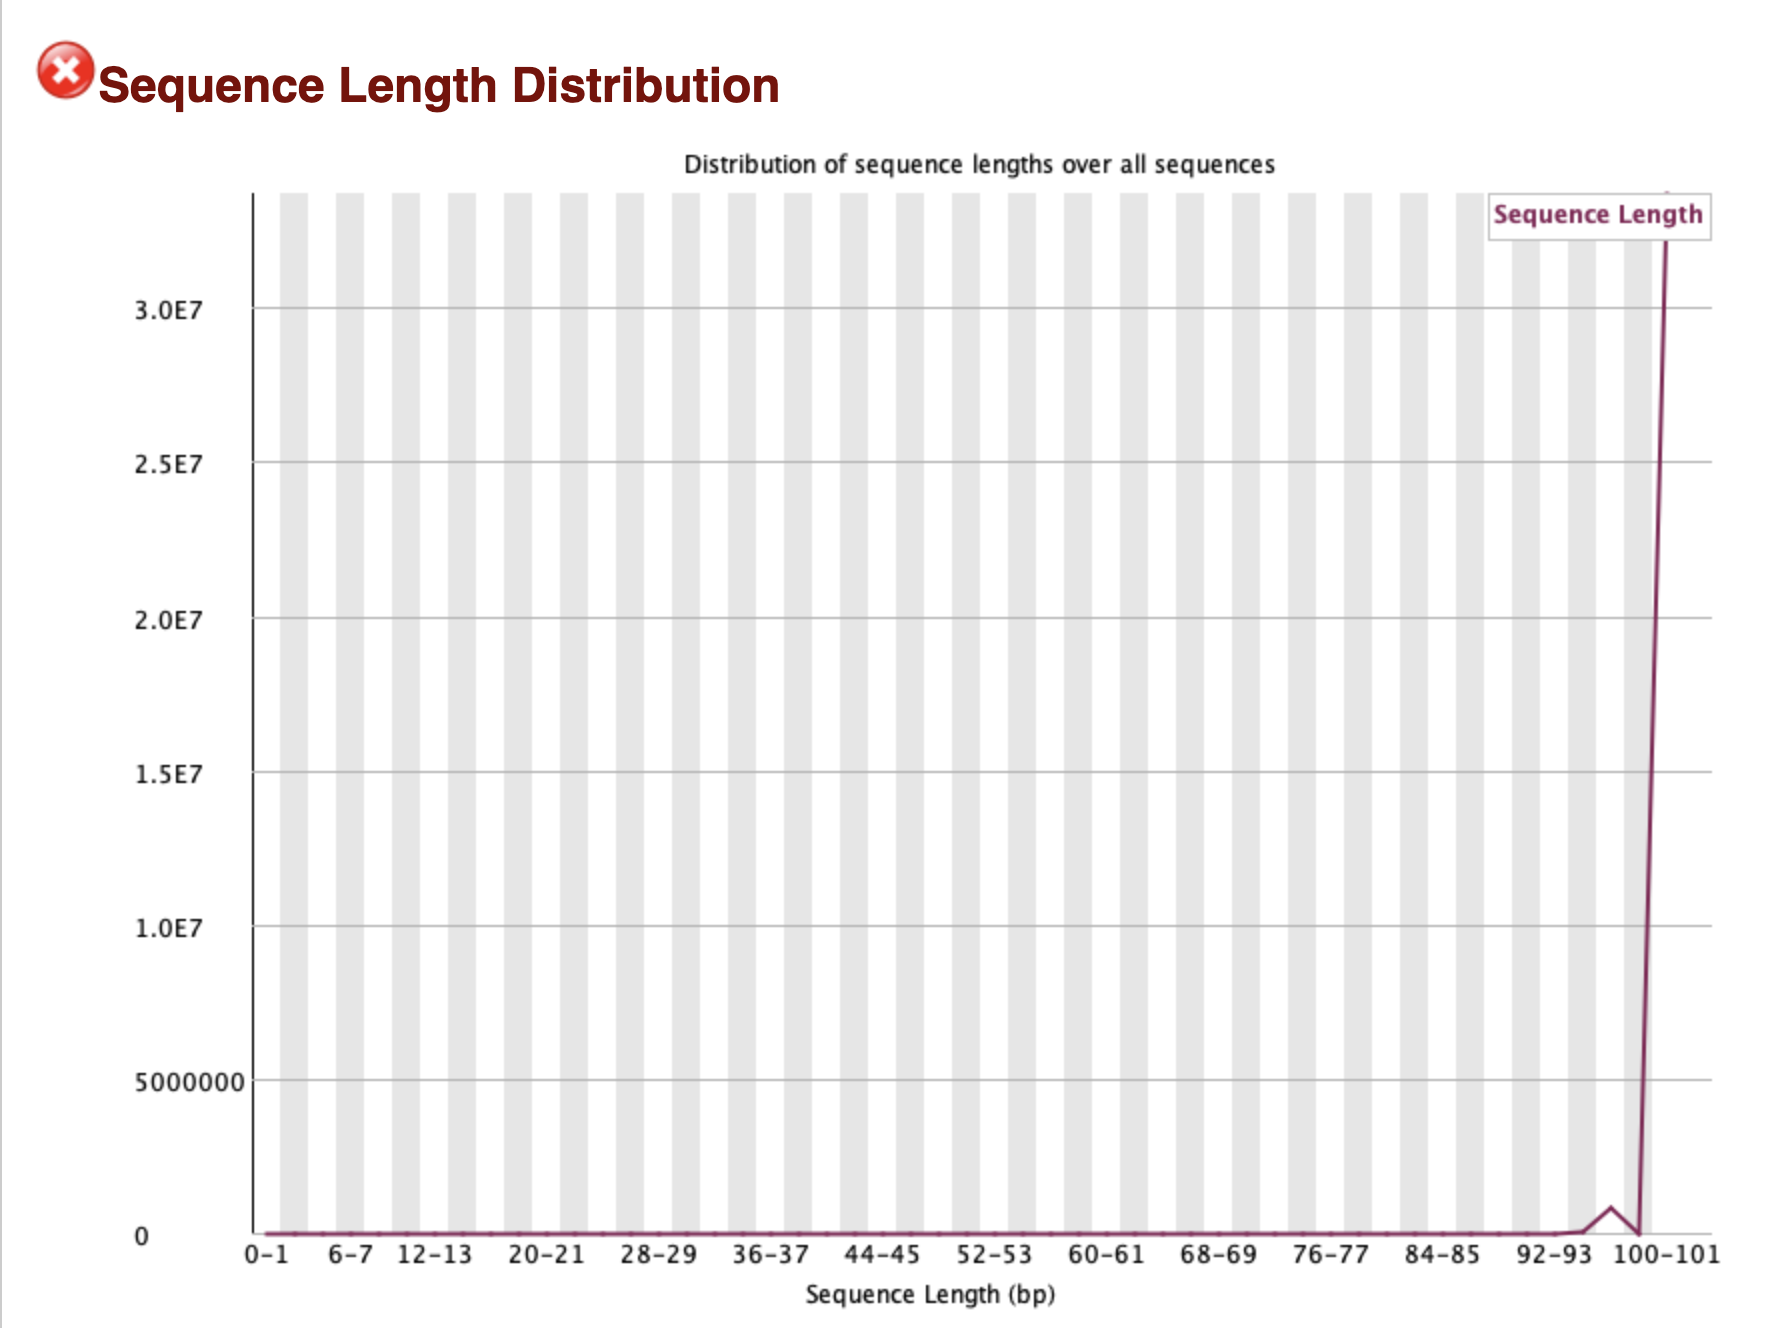 Sequence Length Distribution
Distribution of sequence lengths over all sequences
Sequence Length
3.0E7
2.5E7
2.0E7
1.5E7
1.0E7
5000000
0
0-1 6-7 12-13 20-21 28-29 36-37 44-45 52-53 60-61 68-69 76-77 84-85 92-93 100-101
Sequence Length (bp)